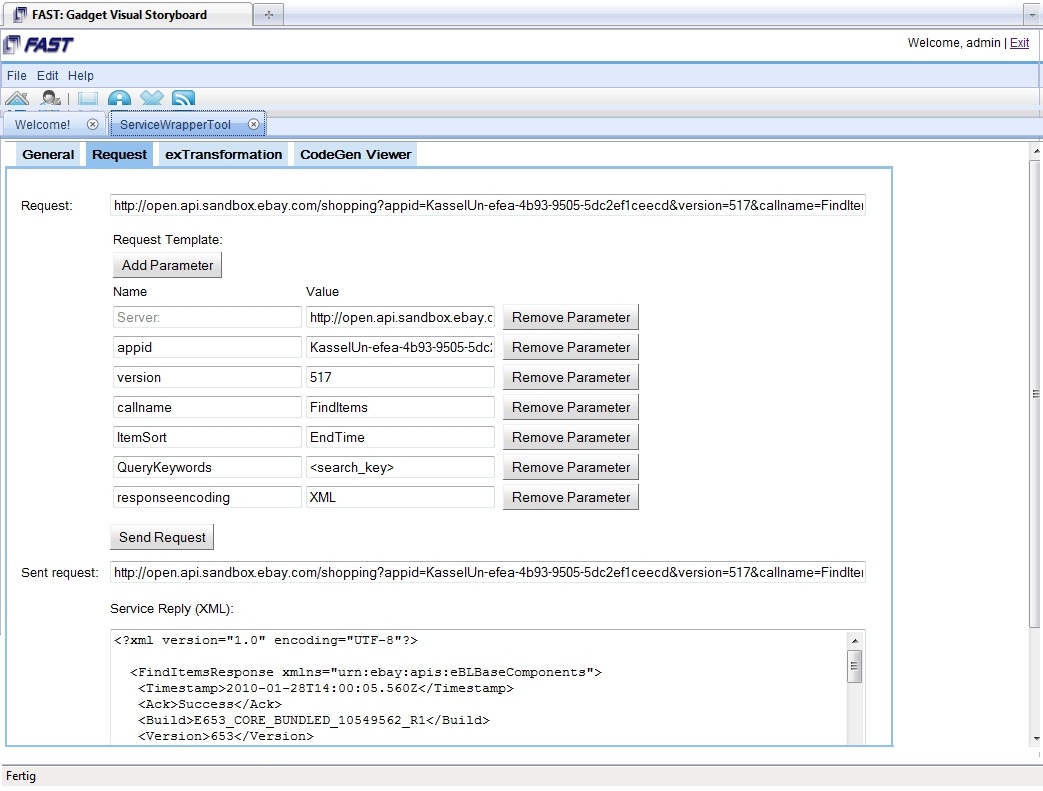 FAST: Gadget Visual Storyboard
FAST
Welcome, admin | Exit
File Edit Help
Welcome! ServiceWrapperTool
General Request exTransformation CodeGen Viewer
Request: http://open.api.sandbox.ebay.com/shopping?appid=KasselUn-efea-4b93-9505-5dc2ef1ceecd&version=517&callname=FindIter
Request Template:
Add Parameter
Name Value
Server: http://open.api.sandbox.ebay.c Remove Parameter
appid KasselUn-efea-4b93-9505-5dc2 Remove Parameter
version 517 Remove Parameter
callname FindItems Remove Parameter
ItemSort EndTime Remove Parameter
QueryKeywords <search_key> Remove Parameter
responseencoding XML Remove Parameter
Send Request
Sent request: http://open.api.sandbox.ebay.com/shopping?appid=KasselUn-efea-4b93-9505-5dc2ef1ceecd&version=517&callname=FindIter
Service Reply (XML):
<?xml version="1.0" encoding="UTF-8"?>
<FindItemsResponse xmlns="urn:ebay:apis:eBLBaseComponents">
<Timestamp>2010-01-28T14:00:05.560Z</Timestamp>
<Ack>Success</Ack>
<Build>E653_CORE_BUNDLED_10549562_R1</Build>
<Version>653</Version>
Fertig